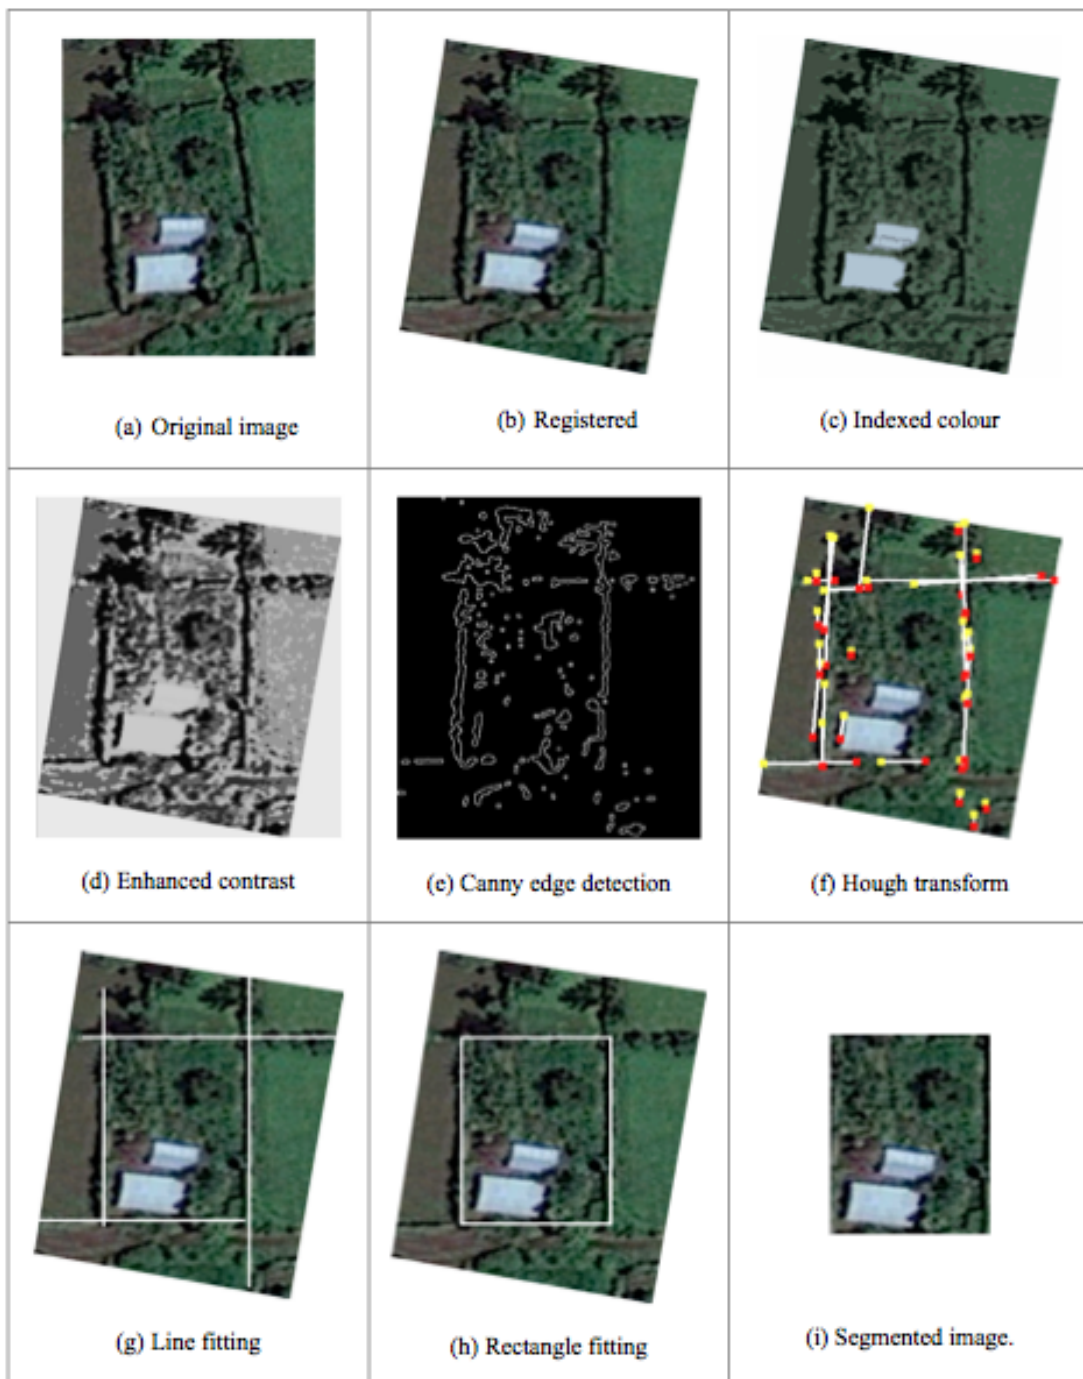 (a) Original image
(b) Registered
(c) Indexed colour
(d) Enhanced contrast
(e) Canny edge detection
(f) Hough transform
(g) Line fitting
(h) Rectangle fitting
(i) Segmented image.